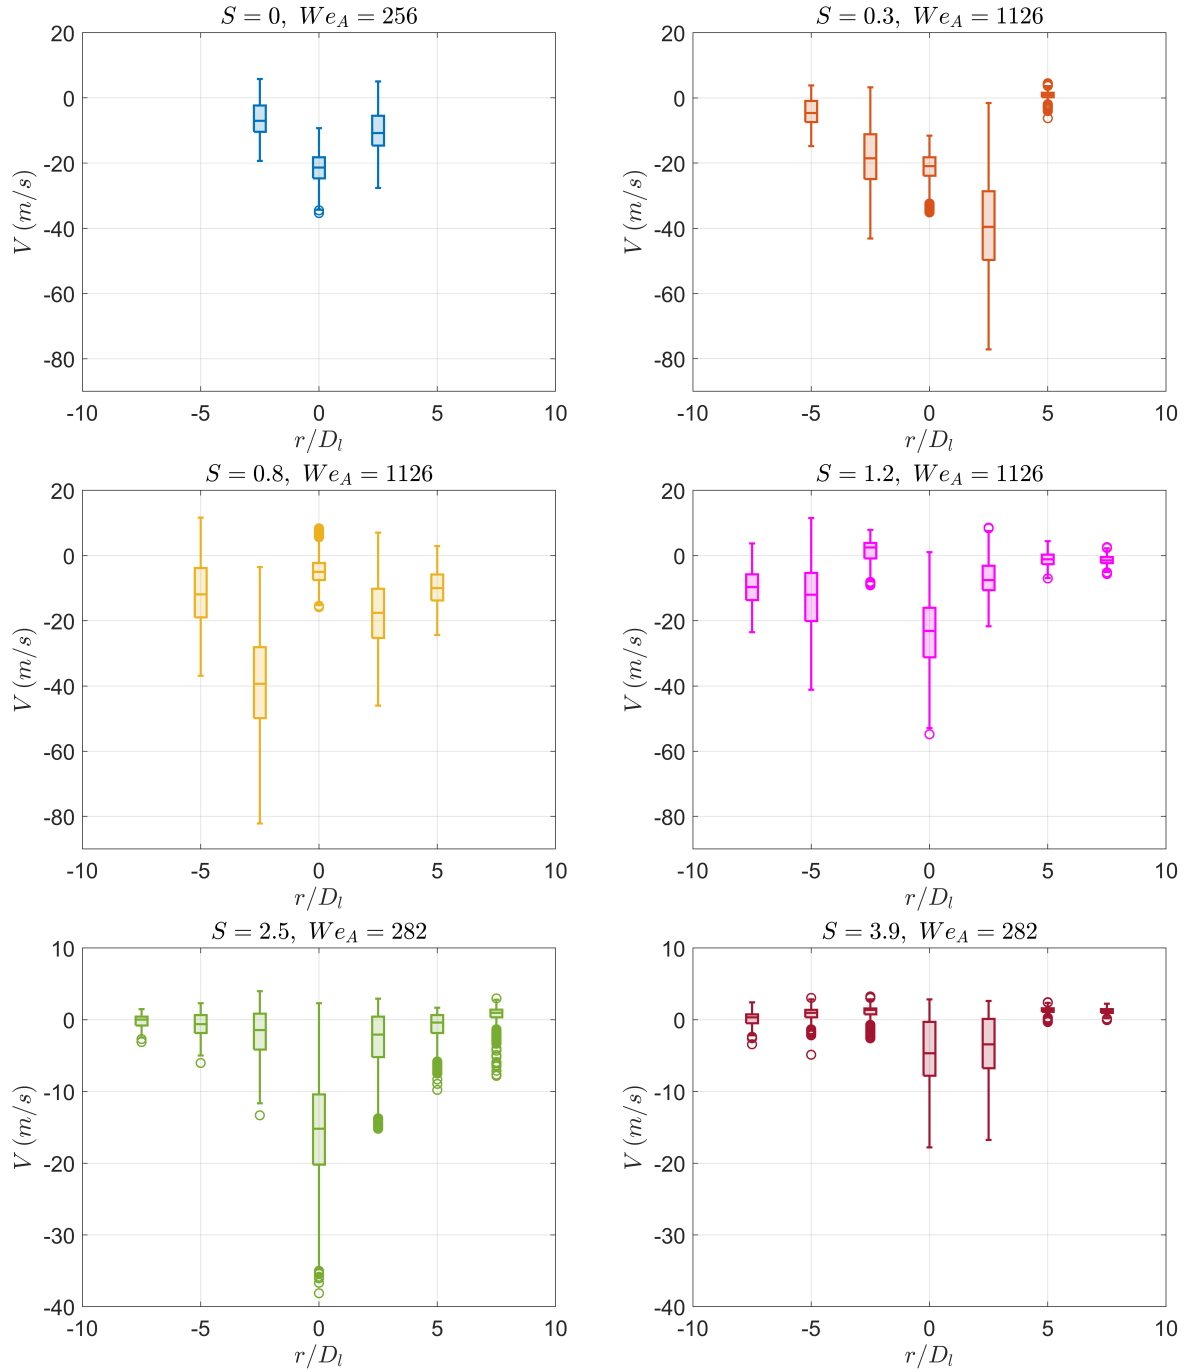 S = 0, We_A = 256
20
0
-20
-40
-60
-80
V (m/s)
-10 -5 0 5 10
r/D_l
S = 0.3, We_A = 1126
20
0
-20
-40
-60
-80
V (m/s)
-10 -5 0 5 10
r/D_l
S = 0.8, We_A = 1126
20
0
-20
-40
-60
-80
V (m/s)
-10 -5 0 5 10
r/D_l
S = 1.2, We_A = 1126
20
0
-20
-40
-60
-80
V (m/s)
-10 -5 0 5 10
r/D_l
S = 2.5, We_A = 282
10
0
-10
-20
-30
-40
V (m/s)
-10 -5 0 5 10
r/D_l
S = 3.9, We_A = 282
10
0
-10
-20
-30
-40
V (m/s)
-10 -5 0 5 10
r/D_l